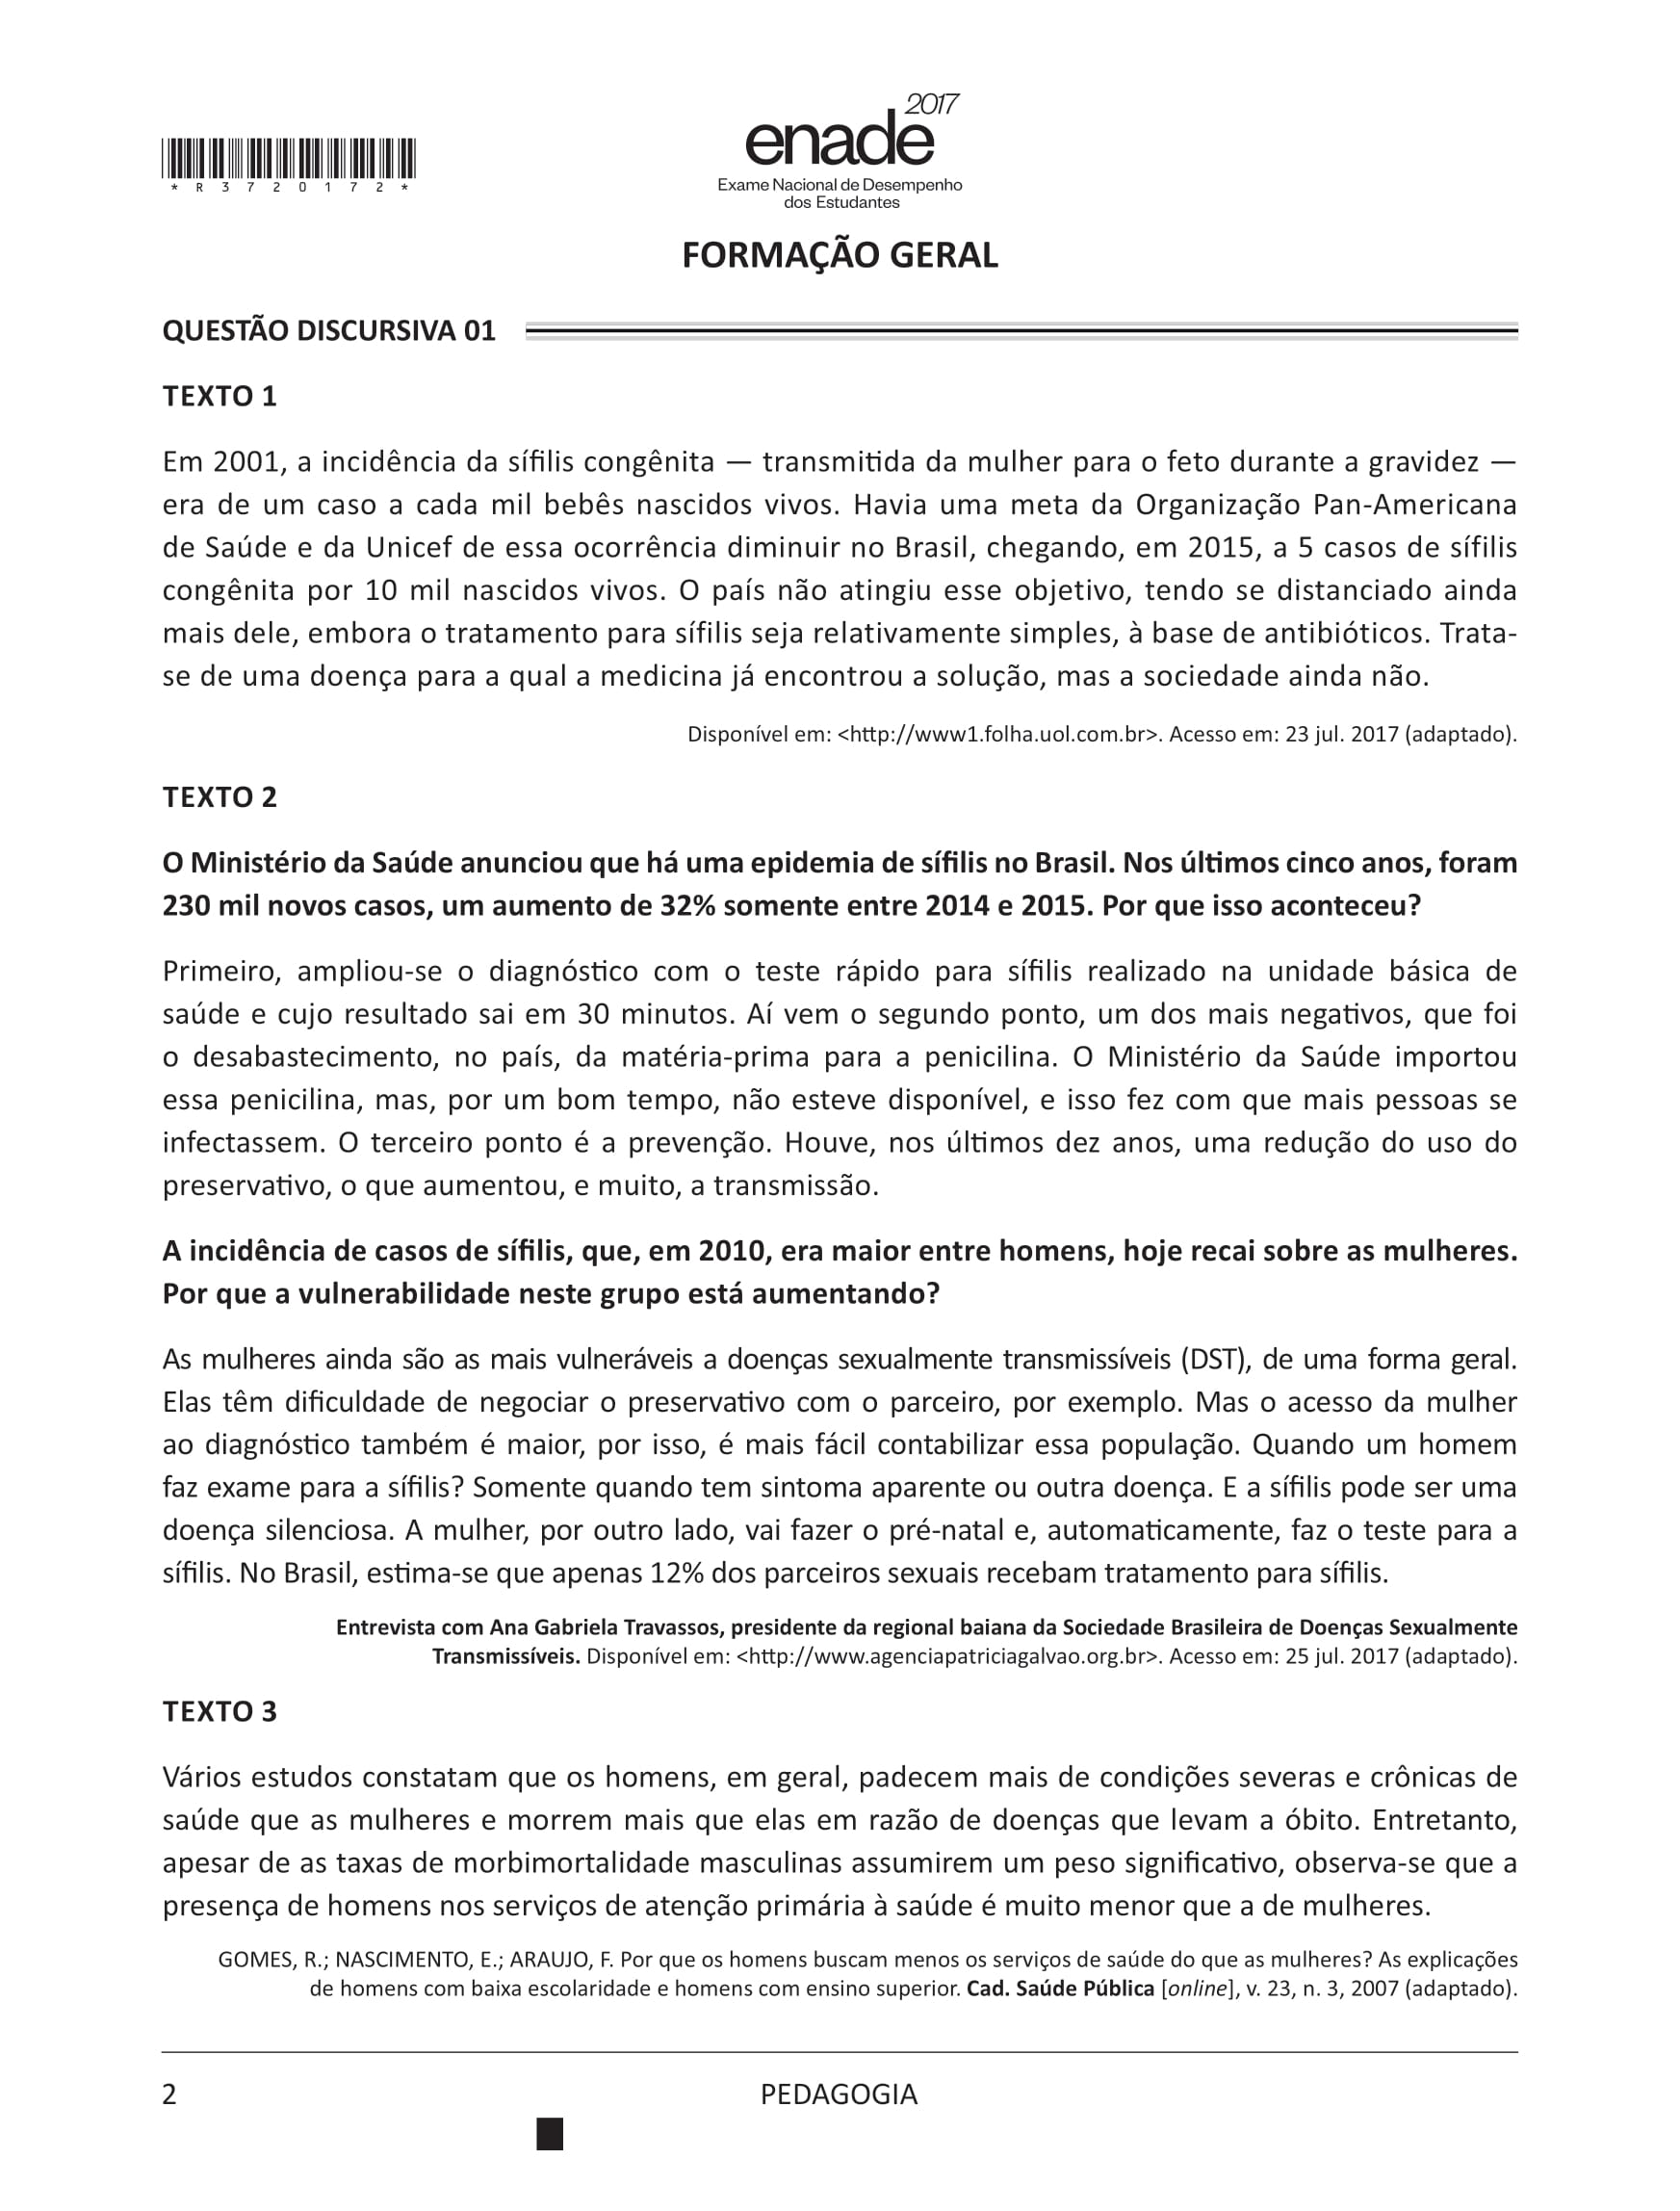 2017
enade
Exame Nacional de Desempenho
dos Estudantes
*R3720172*
FORMAÇÃO GERAL
QUESTÃO DISCURSIVA 01
TEXTO 1
Em 2001, a incidência da sífilis congênita — transmitida da mulher para o feto durante a gravidez —
era de um caso a cada mil bebês nascidos vivos. Havia uma meta da Organização Pan-Americana
de Saúde e da Unicef de essa ocorrência diminuir no Brasil, chegando, em 2015, a 5 casos de sífilis
congênita por 10 mil nascidos vivos. O país não atingiu esse objetivo, tendo se distanciado ainda
mais dele, embora o tratamento para sífilis seja relativamente simples, à base de antibióticos. Trata-
se de uma doença para a qual a medicina já encontrou a solução, mas a sociedade ainda não.
Disponível em: <http://www1.folha.uol.com.br>. Acesso em: 23 jul. 2017 (adaptado).
TEXTO 2
O Ministério da Saúde anunciou que há uma epidemia de sífilis no Brasil. Nos últimos cinco anos, foram
230 mil novos casos, um aumento de 32% somente entre 2014 e 2015. Por que isso aconteceu?
Primeiro, ampliou-se o diagnóstico com o teste rápido para sífilis realizado na unidade básica de
saúde e cujo resultado sai em 30 minutos. Aí vem o segundo ponto, um dos mais negativos, que foi
o desabastecimento, no país, da matéria-prima para a penicilina. O Ministério da Saúde importou
essa penicilina, mas, por um bom tempo, não esteve disponível, e isso fez com que mais pessoas se
infectassem. O terceiro ponto é a prevenção. Houve, nos últimos dez anos, uma redução do uso do
preservativo, o que aumentou, e muito, a transmissão.
A incidência de casos de sífilis, que, em 2010, era maior entre homens, hoje recai sobre as mulheres.
Por que a vulnerabilidade neste grupo está aumentando?
As mulheres ainda são as mais vulneráveis a doenças sexualmente transmissíveis (DST), de uma forma geral.
Elas têm dificuldade de negociar o preservativo com o parceiro, por exemplo. Mas o acesso da mulher
ao diagnóstico também é maior, por isso, é mais fácil contabilizar essa população. Quando um homem
faz exame para a sífilis? Somente quando tem sintoma aparente ou outra doença. E a sífilis pode ser uma
doença silenciosa. A mulher, por outro lado, vai fazer o pré-natal e, automaticamente, faz o teste para a
sífilis. No Brasil, estima-se que apenas 12% dos parceiros sexuais recebam tratamento para sífilis.
Entrevista com Ana Gabriela Travassos, presidente da regional baiana da Sociedade Brasileira de Doenças Sexualmente
Transmissíveis. Disponível em: <http://www.agenciapatriciagalvao.org.br>. Acesso em: 25 jul. 2017 (adaptado).
TEXTO 3
Vários estudos constatam que os homens, em geral, padecem mais de condições severas e crônicas de
saúde que as mulheres e morrem mais que elas em razão de doenças que levam a óbito. Entretanto,
apesar de as taxas de morbimortalidade masculinas assumirem um peso significativo, observa-se que a
presença de homens nos serviços de atenção primária à saúde é muito menor que a de mulheres.
GOMES, R.; NASCIMENTO, E.; ARAUJO, F. Por que os homens buscam menos os serviços de saúde do que as mulheres? As explicações
de homens com baixa escolaridade e homens com ensino superior. Cad. Saúde Pública [online], v. 23, n. 3, 2007 (adaptado).
2
PEDAGOGIA